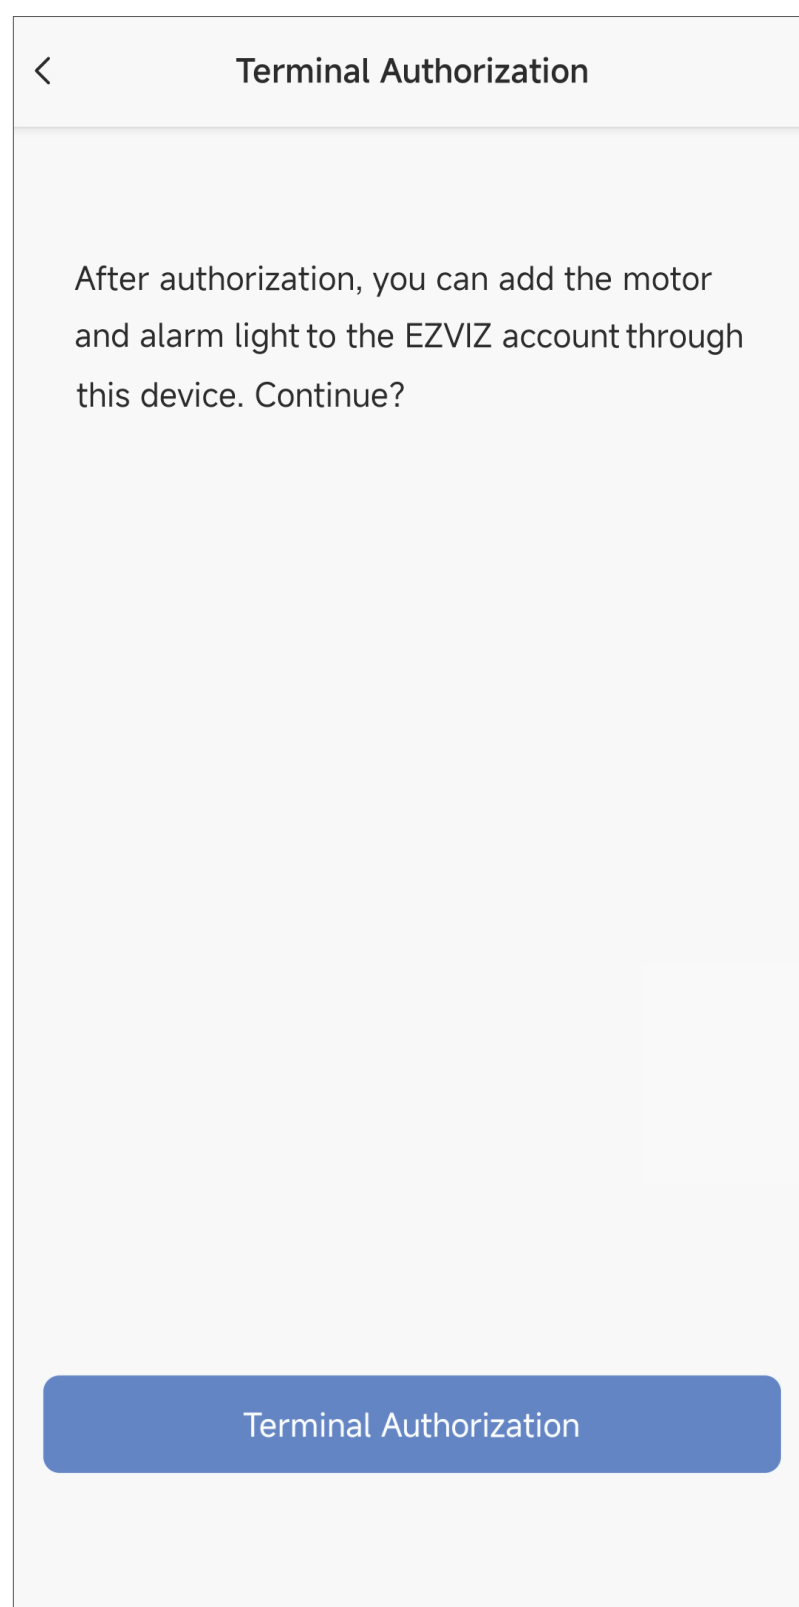 Terminal Authorization
After authorization, you can add the motor
and alarm light to the EZVIZ account through
this device. Continue?
Terminal Authorization